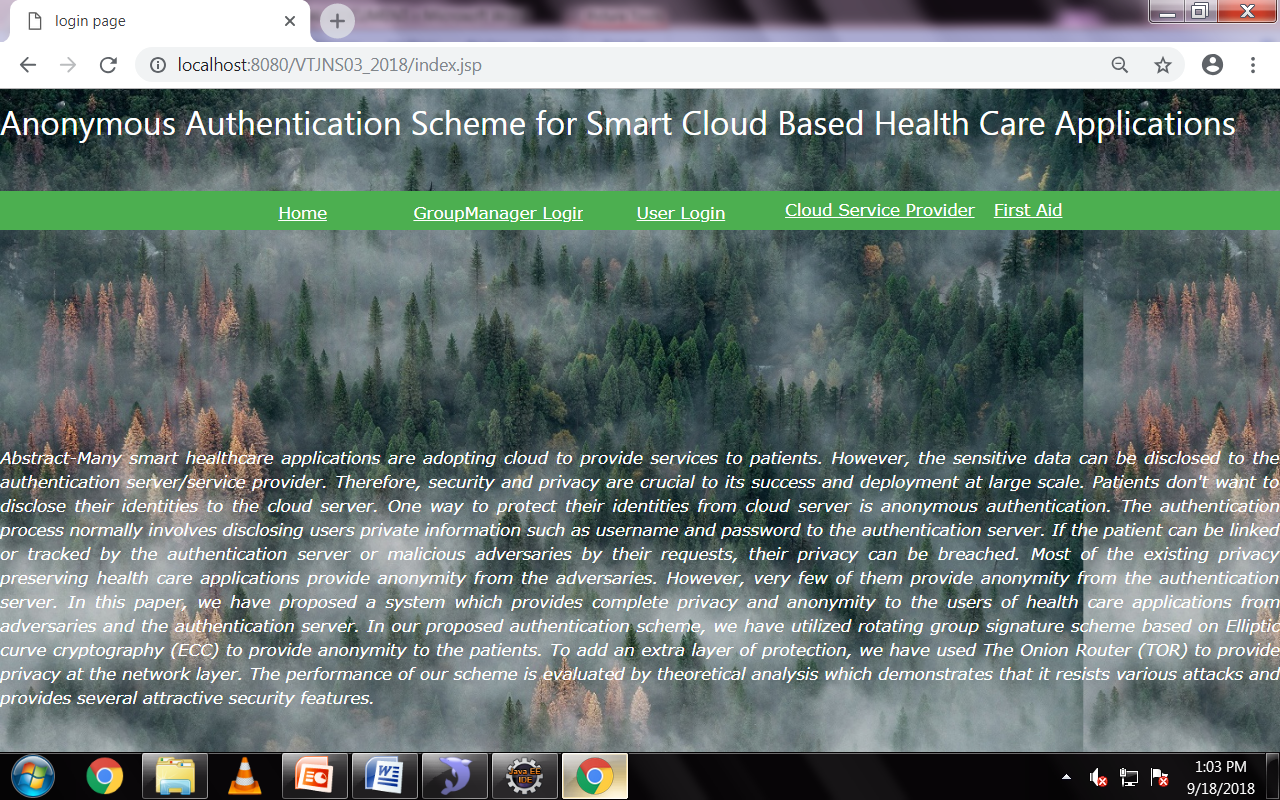 login page
localhost:8080/VTJNS03_2018/index.jsp
Anonymous Authentication Scheme for Smart Cloud Based Health Care Applications
Home GroupManager Login User Login Cloud Service Provider First Aid
Abstract-Many smart healthcare applications are adopting cloud to provide services to patients. However, the sensitive data can be disclosed to the
authentication server/service provider. Therefore, security and privacy are crucial to its success and deployment at large scale. Patients don't want to
disclose their identities to the cloud server. One way to protect their identities from cloud server is anonymous authentication. The authentication
process normally involves disclosing users private information such as username and password to the authentication server. If the patient can be linked
or tracked by the authentication server or malicious adversaries by their requests, their privacy can be breached. Most of the existing privacy
preserving health care applications provide anonymity from the adversaries. However, very few of them provide anonymity from the authentication
server. In this paper, we have proposed a system which provides complete privacy and anonymity to the users of health care applications from
adversaries and the authentication server. In our proposed authentication scheme, we have utilized rotating group signature scheme based on Elliptic
curve cryptography (ECC) to provide anonymity to the patients. To add an extra layer of protection, we have used The Onion Router (TOR) to provide
privacy at the network layer. The performance of our scheme is evaluated by theoretical analysis which demonstrates that it resists various attacks and
provides several attractive security features.
Java EE
IDE
1:03 PM
9/18/2018